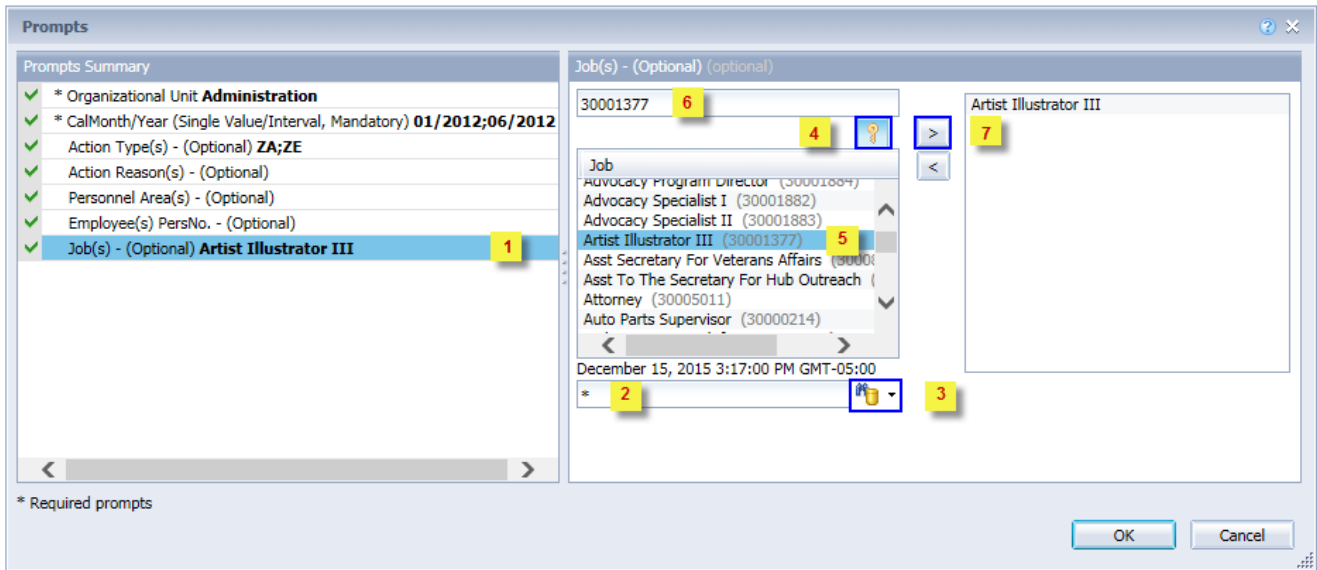 Prompts
Prompts Summary
* Organizational Unit Administration
* CalMonth/Year (Single Value/Interval, Mandatory) 01/2012;06/2012
Action Type(s) - (Optional) ZA;ZE
Action Reason(s) - (Optional)
Personnel Area(s) - (Optional)
Employee(s) PersNo. - (Optional)
Job(s) - (Optional) Artist Illustrator III 1
* Required prompts
Job(s) - (Optional) (optional)
30001377 6
4
Job
Advocacy Program Director (30001884)
Advocacy Specialist I (30001882)
Advocacy Specialist II (30001883)
Artist Illustrator III (30001377) 5
Asst Secretary For Veterans Affairs (30008
Asst To The Secretary For Hub Outreach (
Attorney (30005011)
Auto Parts Supervisor (30000214)
December 15, 2015 3:17:00 PM GMT-05:00
* 2 3
>
<
Artist Illustrator III
7
OK Cancel